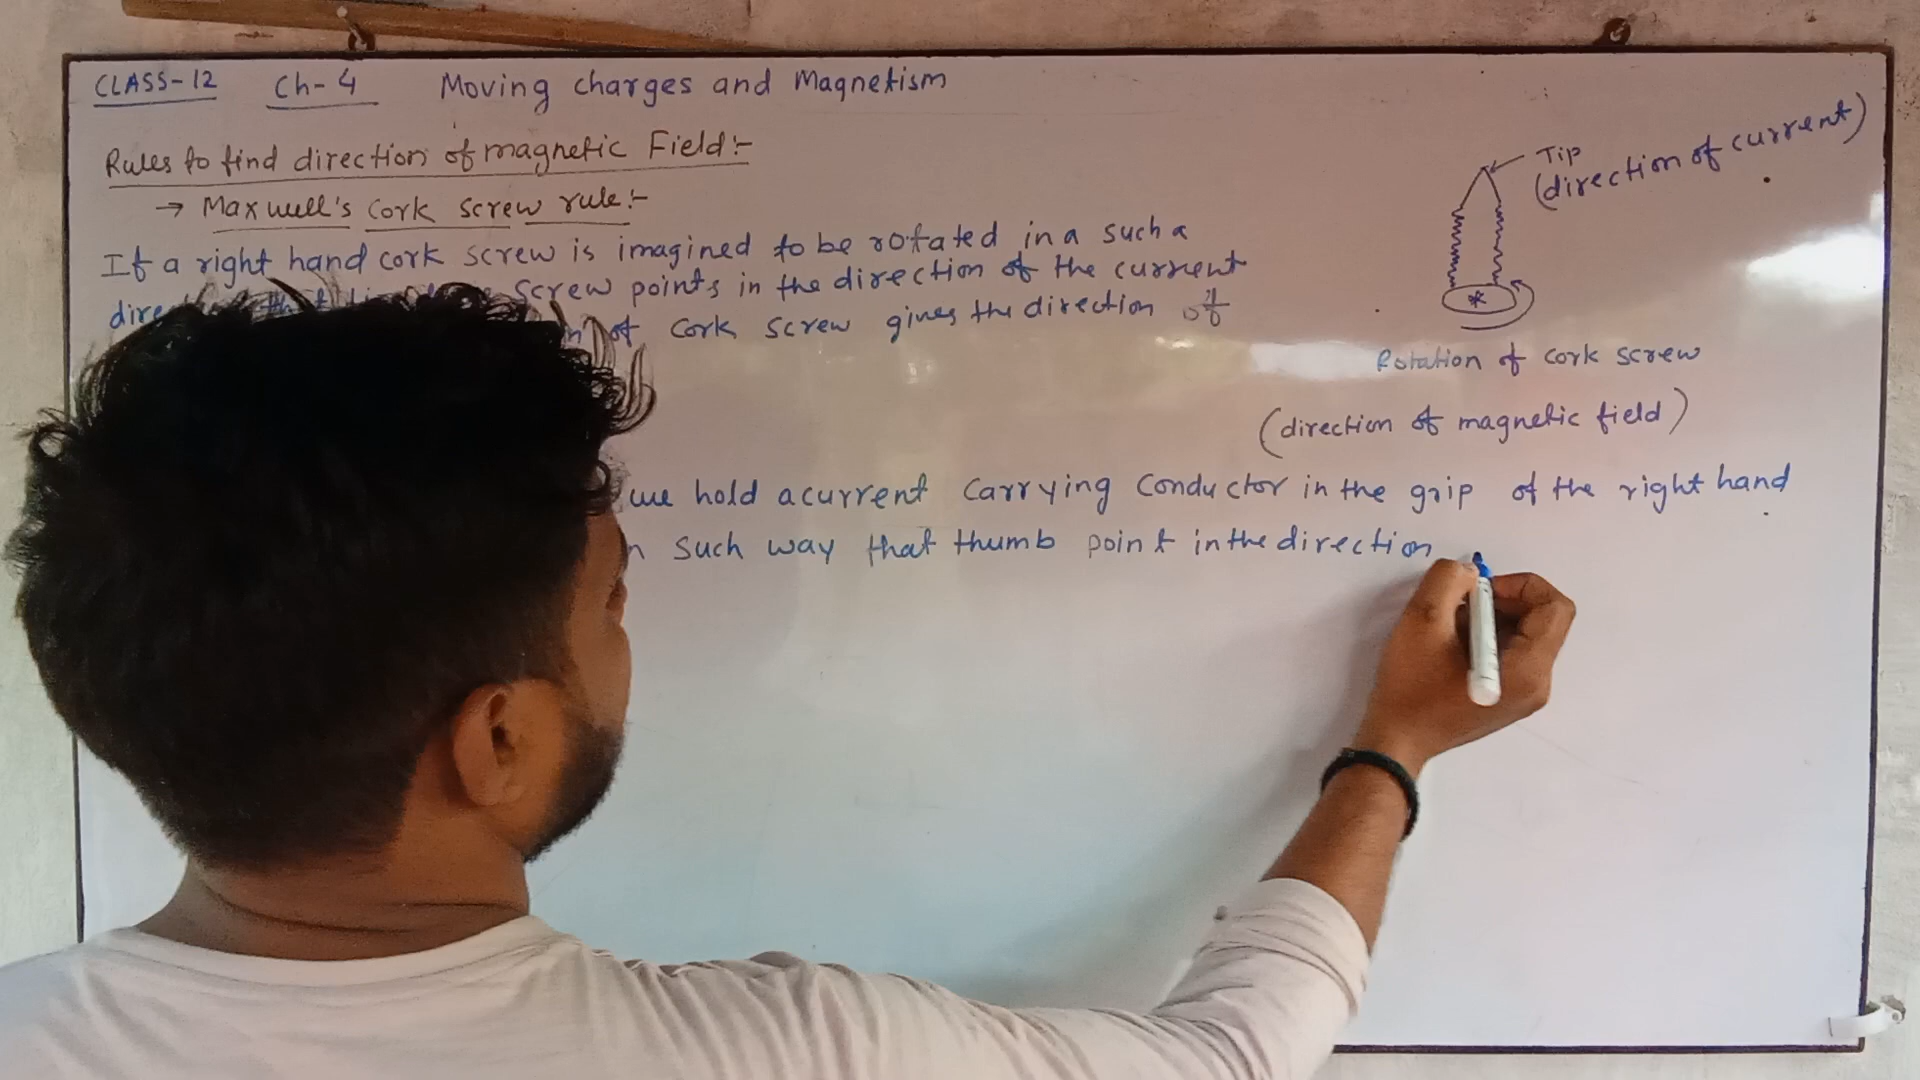 CLASS-12 Ch-4 Moving charges and Magnetism
Rules to find direction of magnetic Field:-
→ Maxwell's cork screw rule:-
If a right hand cork screw is imagined to be rotated in a such a
screw points in the direction of the current
of cork screw gives the direction of
Tip
(direction of current)
Rotation of cork screw
(direction of magnetic field)
we hold a current carrying conductor in the grip of the right hand
such way that thumb point in the direction